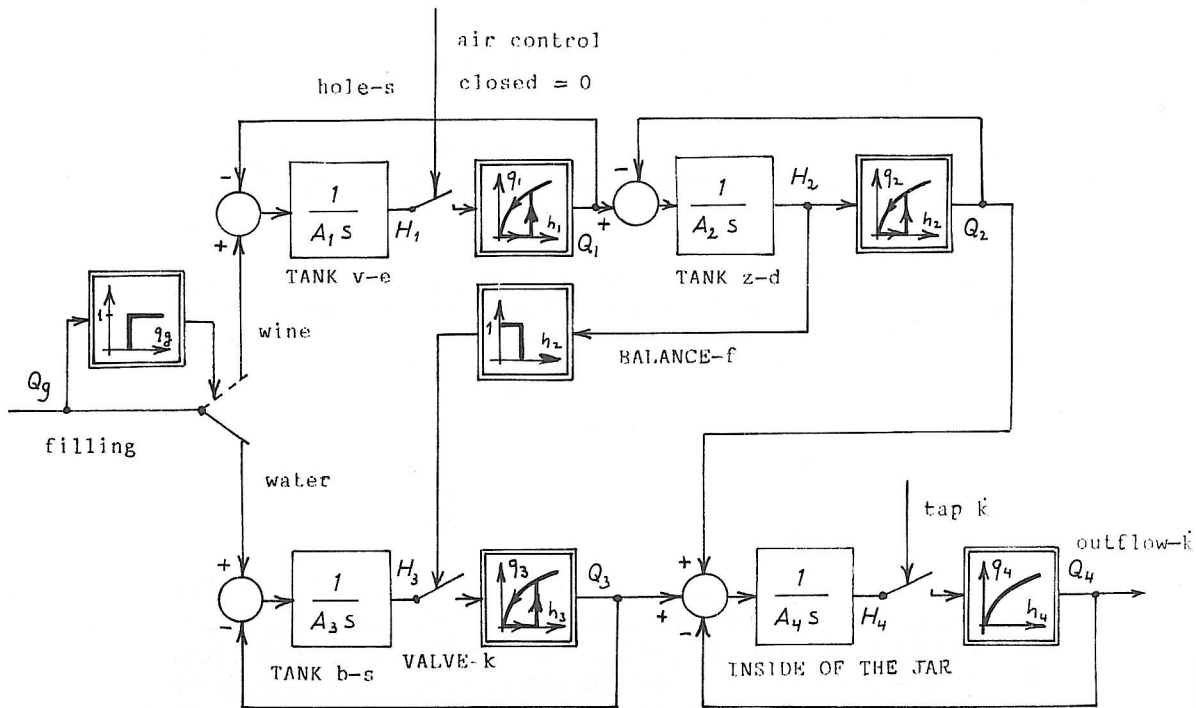 air control
hole-s closed = 0
- -
1 / A₁s H₁ q₁ h₁ Q₁
+ +
1 / A₂s H₂ q₂ h₂ Q₂
TANK v-e
TANK z-d
1 q_g
wine
1 h₂
BALANCE-f
Q_g
filling
water
tap k̇
outflow-k̇
+
-
1 / A₃s H₃ q₃ h₃ Q₃
+
+
-
1 / A₄s H₄ q₄ h₄ Q₄
TANK b-s
VALVE-k
INSIDE OF THE JAR